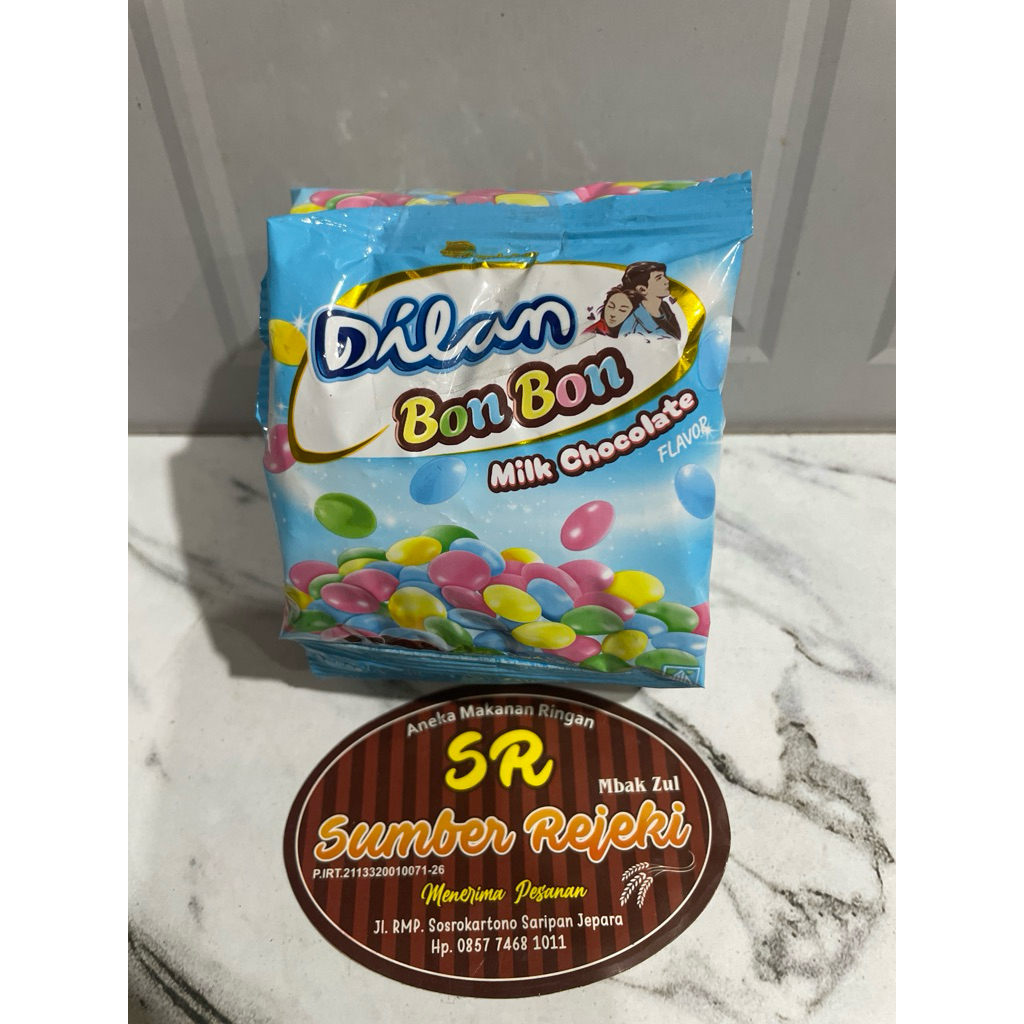 Dilan
Bon Bon
Milk Chocolate
FLAVOR
Aneka Makanan Ringan
SR
Mbak Zul
Sumber Rejeki
P.IRT.2113320010071-26
Menerima Pesanan
Jl. RMP. Sosrokartono Saripan Jepara
Hp. 0857 7468 1011